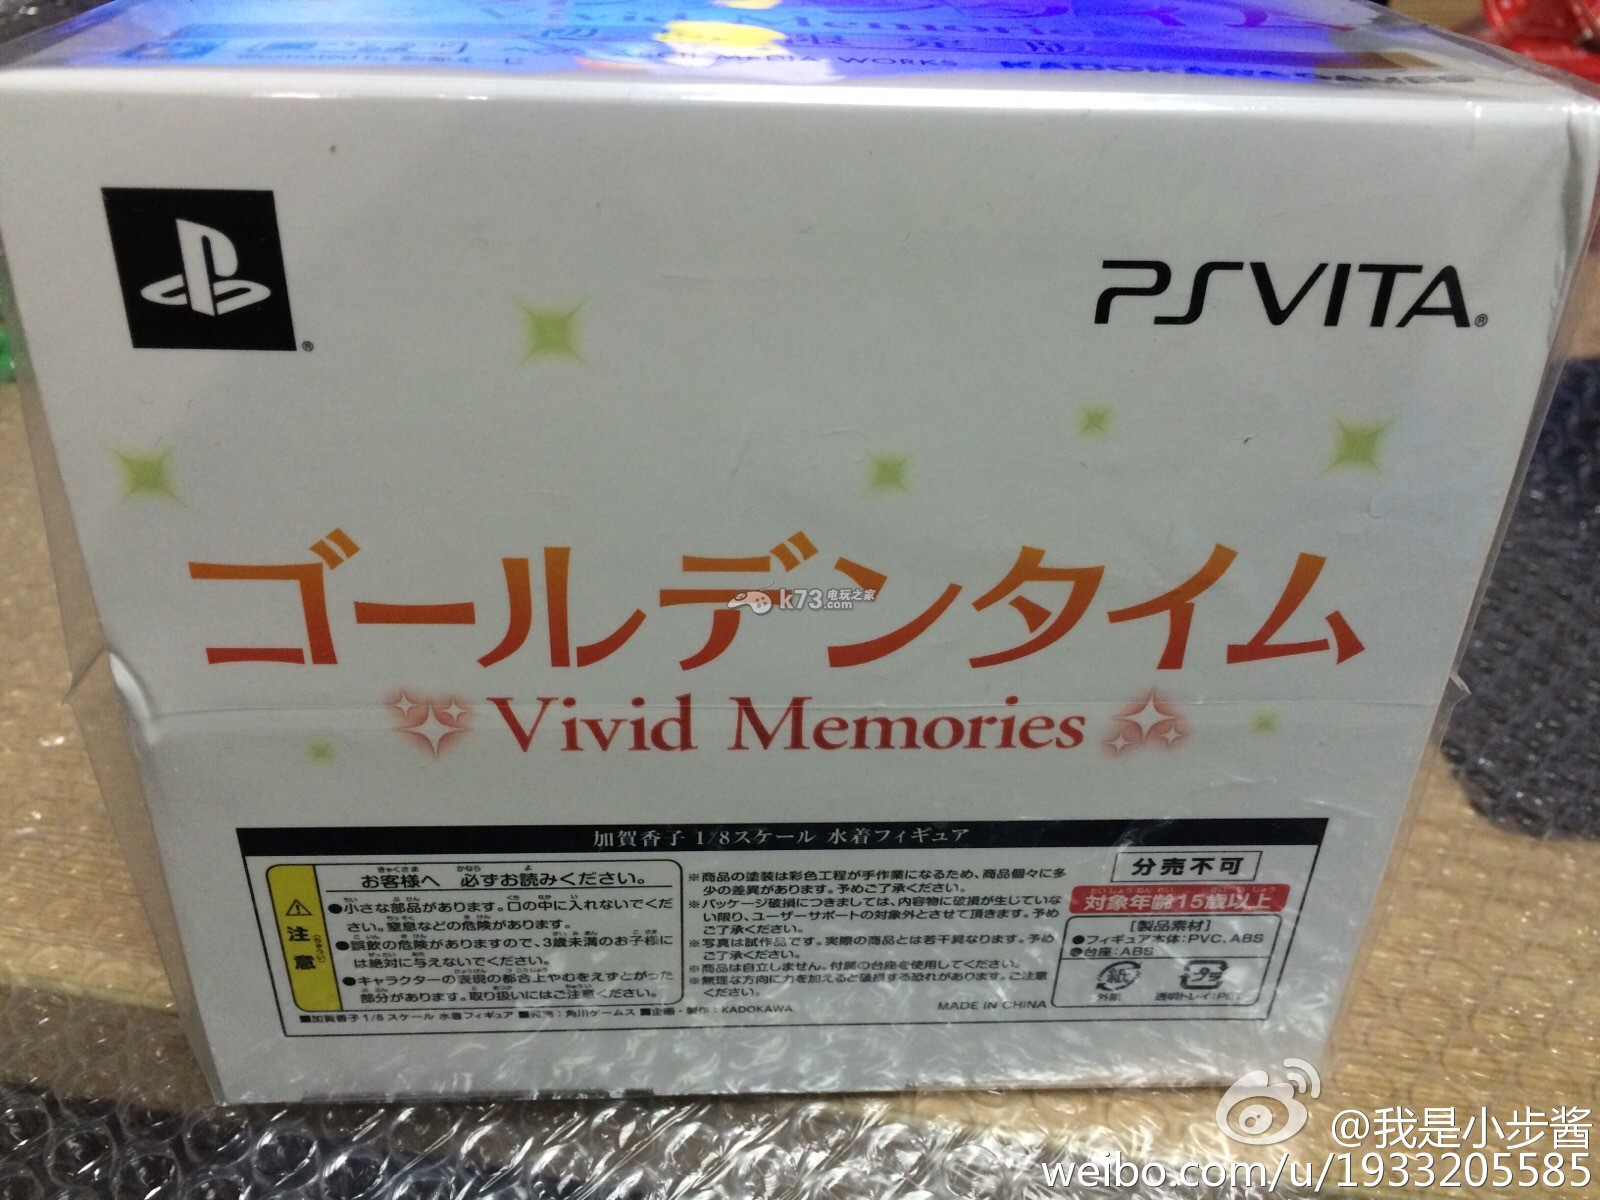 Vivid Memories
MEDIA WORKS
KADOKAWA GAMES
PSVITA®
ゴールデンタイム
k73 电玩之家
.com
Vivid Memories
加賀香子 1/8スケール 水着フィギュア
注意
お客様へ 必ずお読みください。
●小さな部品があります。口の中に入れないでくだ
さい。窒息などの危険があります。
●誤飲の危険がありますので、3歳未満のお子様に
は絶対に与えないでください。
●キャラクターの表現の都合上やむをえずとがった
部分があります。取り扱いにはご注意ください。
※商品の塗装は彩色工程が手作業になるため、商品個々に多
少の差異があります。予めご了承ください。
※パッケージ破損につきましては、内容物に破損が生じていな
い限り、ユーザーサポートの対象外とさせて頂きます。予め
ご了承ください。
※写真は試作品です。実際の商品とは若干異なります。予め
ご了承ください。
※商品は自立しません。付属の台座を使用してください。
※無理な方向に力を加えると破損する恐れがあります。ご注意
ください。
MADE IN CHINA
分売不可
対象年齢15歳以上
[製品素材]
●フィギュア本体:PVC、ABS
●台座:ABS
紙 プラ
外箱 透明トレイ:PET
■加賀香子 1/8 スケール 水着フィギュア ■発売:角川ゲームス ■企画・製作:KADOKAWA
@我是小步酱
weibo.com/u/1933205585